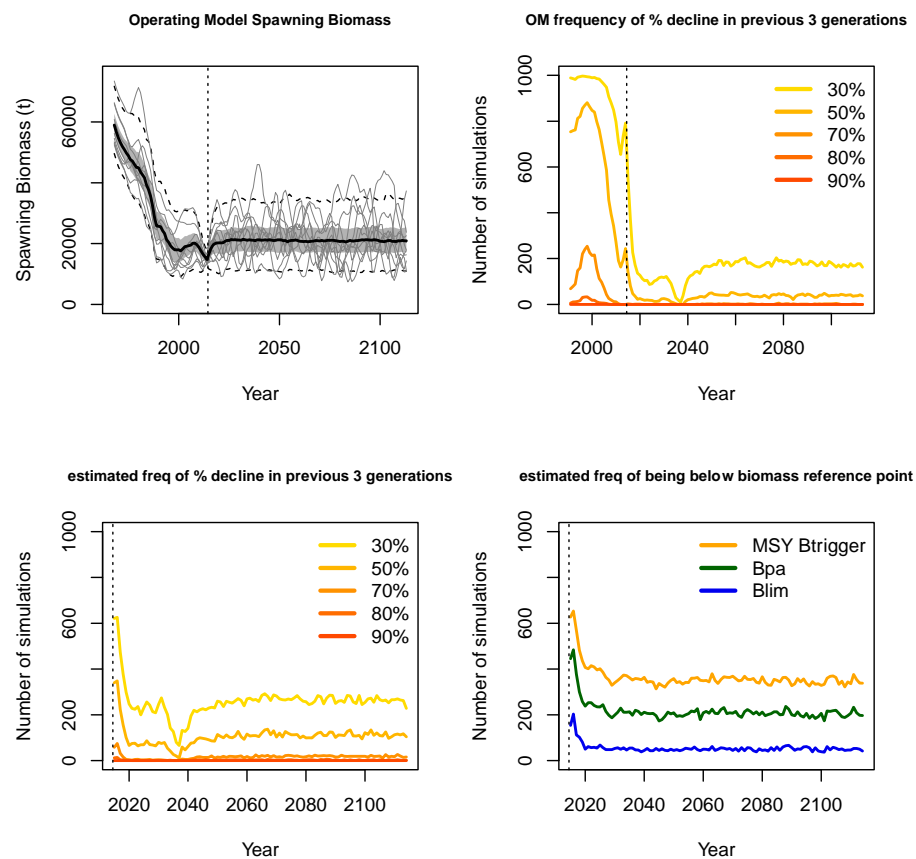 Operating Model Spawning Biomass
Spawning Biomass (t)
60000
20000
0
2000
2050
2100
Year
OM frequency of % decline in previous 3 generations
Number of simulations
1000
600
200
0
30%
50%
70%
80%
90%
2000
2040
2080
Year
estimated freq of % decline in previous 3 generations
Number of simulations
1000
600
200
0
30%
50%
70%
80%
90%
2020
2040
2060
2080
2100
Year
estimated freq of being below biomass reference point
Number of simulations
1000
600
200
0
MSY Btrigger
Bpa
Blim
2020
2040
2060
2080
2100
Year